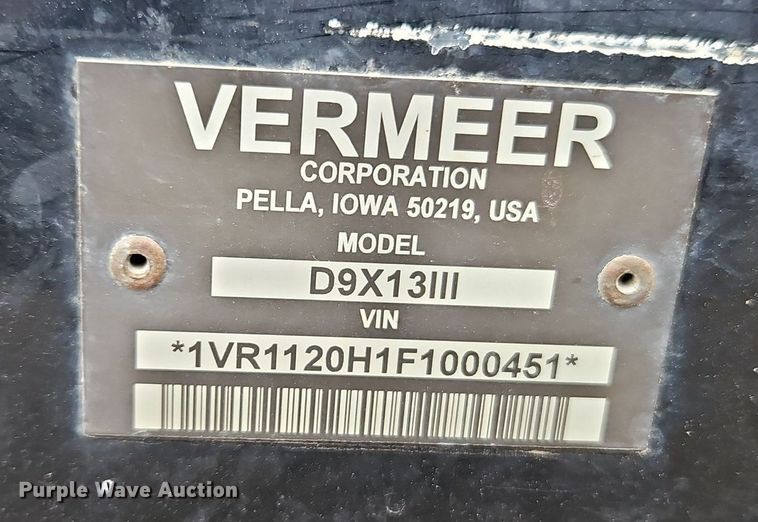 VERMEER
CORPORATION
PELLA, IOWA 50219, USA
MODEL
D9X13III
VIN
*1VR1120H1F1000451*
Purple Wave Auction